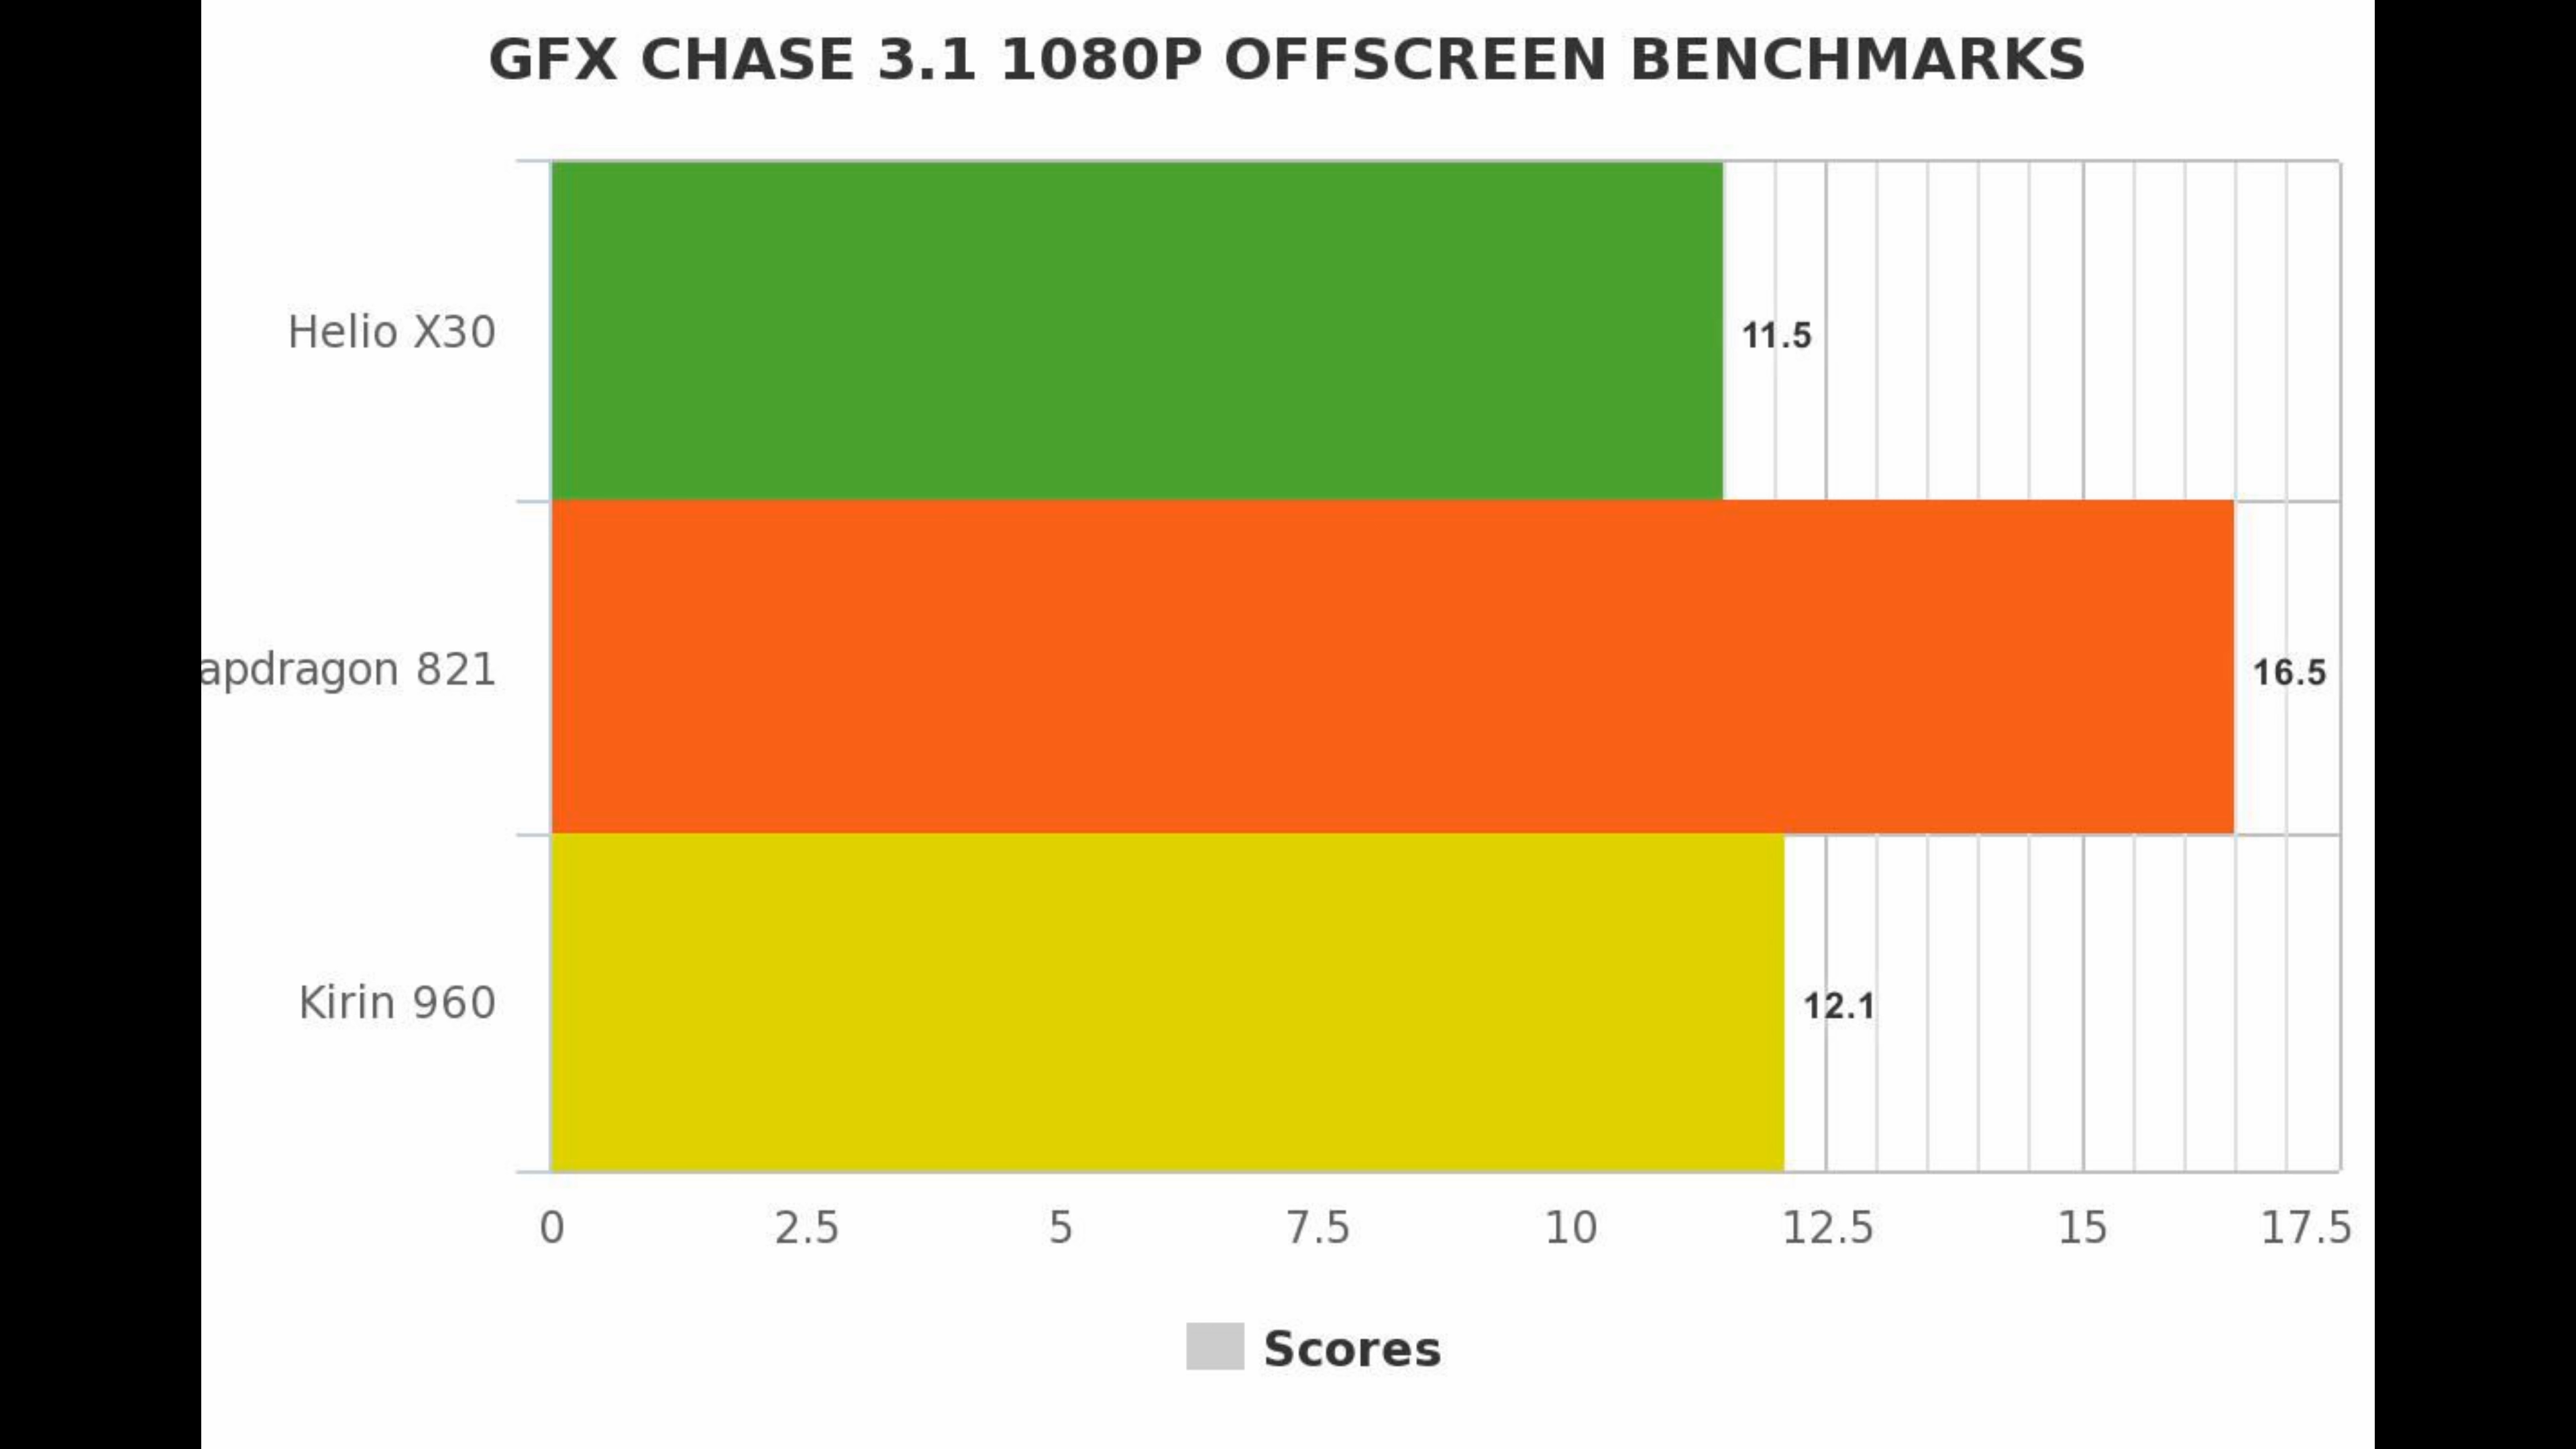 GFX CHASE 3.1 1080P OFFSCREEN BENCHMARKS
Helio X30
11.5
apdragon 821
16.5
Kirin 960
12.1
0 2.5 5 7.5 10 12.5 15 17.5
Scores